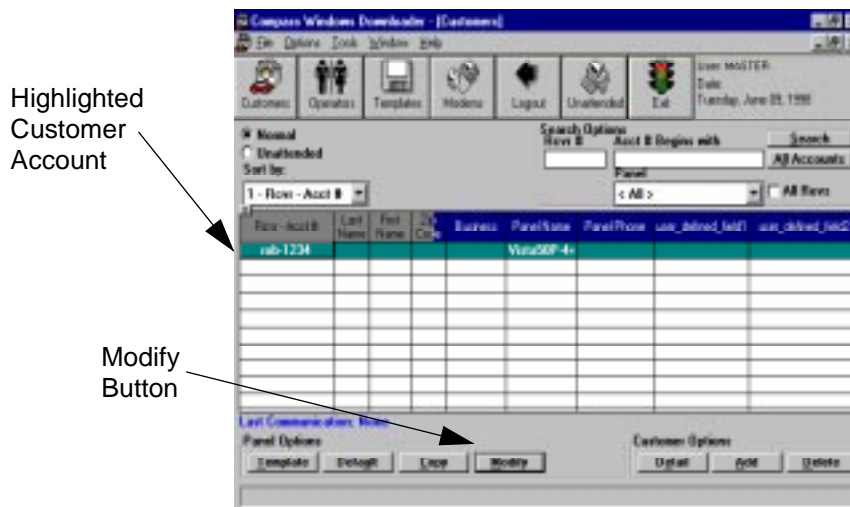 Compass Windows Downloader - [Customers]
File Options Tools Window Help
Customers Operators Templates Modems Logout Unattended Exit
User MASTER
Date
Tuesday, June 09, 1998
Highlighted
Customer
Account
Normal
Unattended
Sort by:
1 - Rcvr - Acct #
Search Options
Rcvr # Acct # Begins with
Search
All Accounts
Panel
< All >
All Rcvrs
Rcvr - Acct # Last Name First Name Zip Code Business Panel Name Panel Phone user_defined_field1 user_defined_field2
sub-1234 Vista50P-4+
Modify
Button
Last Communication: None
Panel Options
Template Default Copy Modify
Customer Options
Detail Add Delete